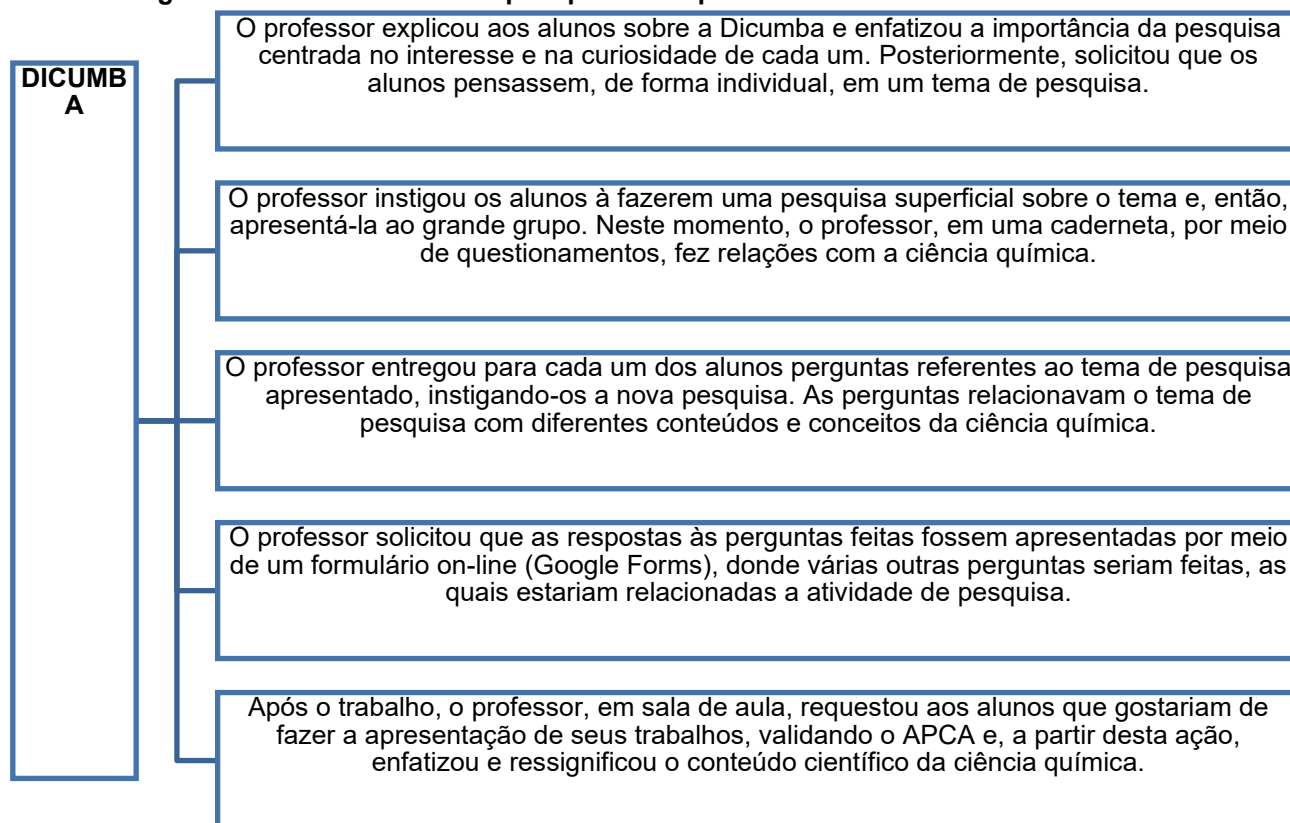 O professor explicou aos alunos sobre a Dicumba e enfatizou a importância da pesquisa
centrada no interesse e na curiosidade de cada um. Posteriormente, solicitou que os
alunos pensassem, de forma individual, em um tema de pesquisa.
DICUMB
A
O professor instigou os alunos à fazerem uma pesquisa superficial sobre o tema e, então,
apresentá-la ao grande grupo. Neste momento, o professor, em uma caderneta, por meio
de questionamentos, fez relações com a ciência química.
O professor entregou para cada um dos alunos perguntas referentes ao tema de pesquisa
apresentado, instigando-os a nova pesquisa. As perguntas relacionavam o tema de
pesquisa com diferentes conteúdos e conceitos da ciência química.
O professor solicitou que as respostas às perguntas feitas fossem apresentadas por meio
de um formulário on-line (Google Forms), donde várias outras perguntas seriam feitas, as
quais estariam relacionadas a atividade de pesquisa.
Após o trabalho, o professor, em sala de aula, requestou aos alunos que gostariam de
fazer a apresentação de seus trabalhos, validando o APCA e, a partir desta ação,
enfatizou e ressignificou o conteúdo científico da ciência química.